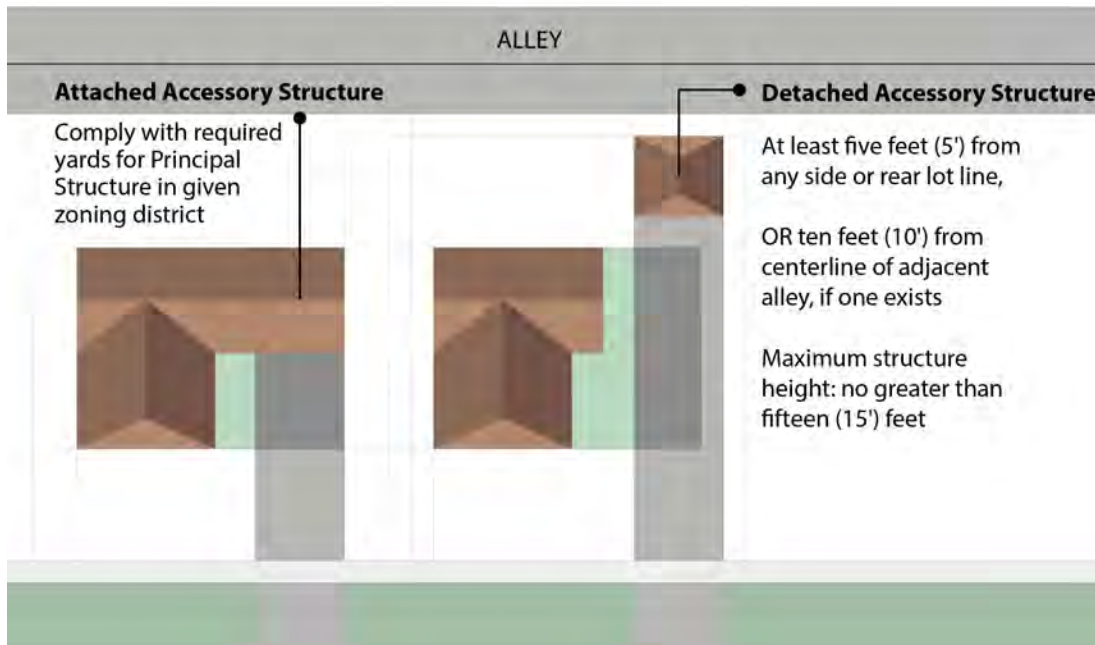 ALLEY
Attached Accessory Structure
Comply with required
yards for Principal
Structure in given
zoning district
Detached Accessory Structure
At least five feet (5') from
any side or rear lot line,
OR ten feet (10') from
centerline of adjacent
alley, if one exists
Maximum structure
height: no greater than
fifteen (15') feet